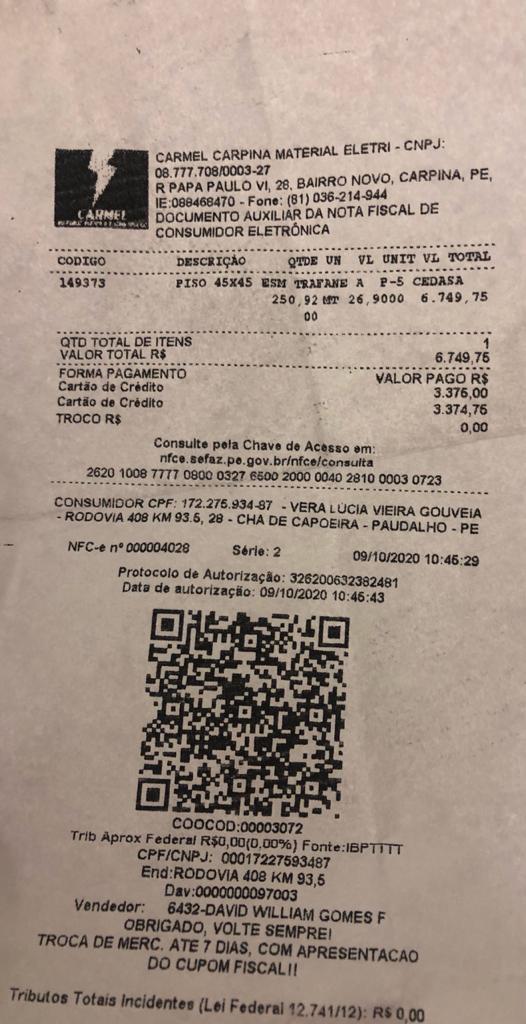 CARMEL
CARMEL CARPINA MATERIAL ELETRI - CNPJ:
08.777.708/0003-27
R PAPA PAULO VI, 28, BAIRRO NOVO, CARPINA, PE,
IE:088468470 - Fone: (81) 036-214-944
DOCUMENTO AUXILIAR DA NOTA FISCAL DE
CONSUMIDOR ELETRÔNICA
CODIGO DESCRIÇÃO QTDE UN VL UNIT VL TOTAL
149373 PISO 45X45 ESM TRAFANE A P-5 CEDASA
250,92 MT 26,9000 6.749,75
00
QTD TOTAL DE ITENS 1
VALOR TOTAL R$ 6.749,75
FORMA PAGAMENTO VALOR PAGO R$
Cartão de Crédito 3.375,00
Cartão de Crédito 3.374,75
TROCO R$ 0,00
Consulte pela Chave de Acesso em:
nfce.sefaz.pe.gov.br/nfce/consulta
2620 1008 7777 0800 0327 6500 2000 0040 2810 0003 0723
CONSUMIDOR CPF: 172.275.934-87 - VERA LÚCIA VIEIRA GOUVEIA
- RODOVIA 408 KM 93.5, 28 - CHA DE CAPOEIRA - PAUDALHO - PE
NFC-e nº 000004028 Série: 2 09/10/2020 10:45:29
Protocolo de Autorização: 326200632382481
Data de autorização: 09/10/2020 10:45:43
COOCOD:00003072
Trib Aprox Federal R$0,00(0,00%) Fonte:IBPTTTT
CPF/CNPJ: 00017227593487
End:RODOVIA 408 KM 93,5
Dav:0000000097003
Vendedor: 6432-DAVID WILLIAM GOMES F
OBRIGADO, VOLTE SEMPRE!
TROCA DE MERC. ATE 7 DIAS, COM APRESENTACAO
DO CUPOM FISCAL!!
Tributos Totais Incidentes (Lei Federal 12.741/12): R$ 0,00